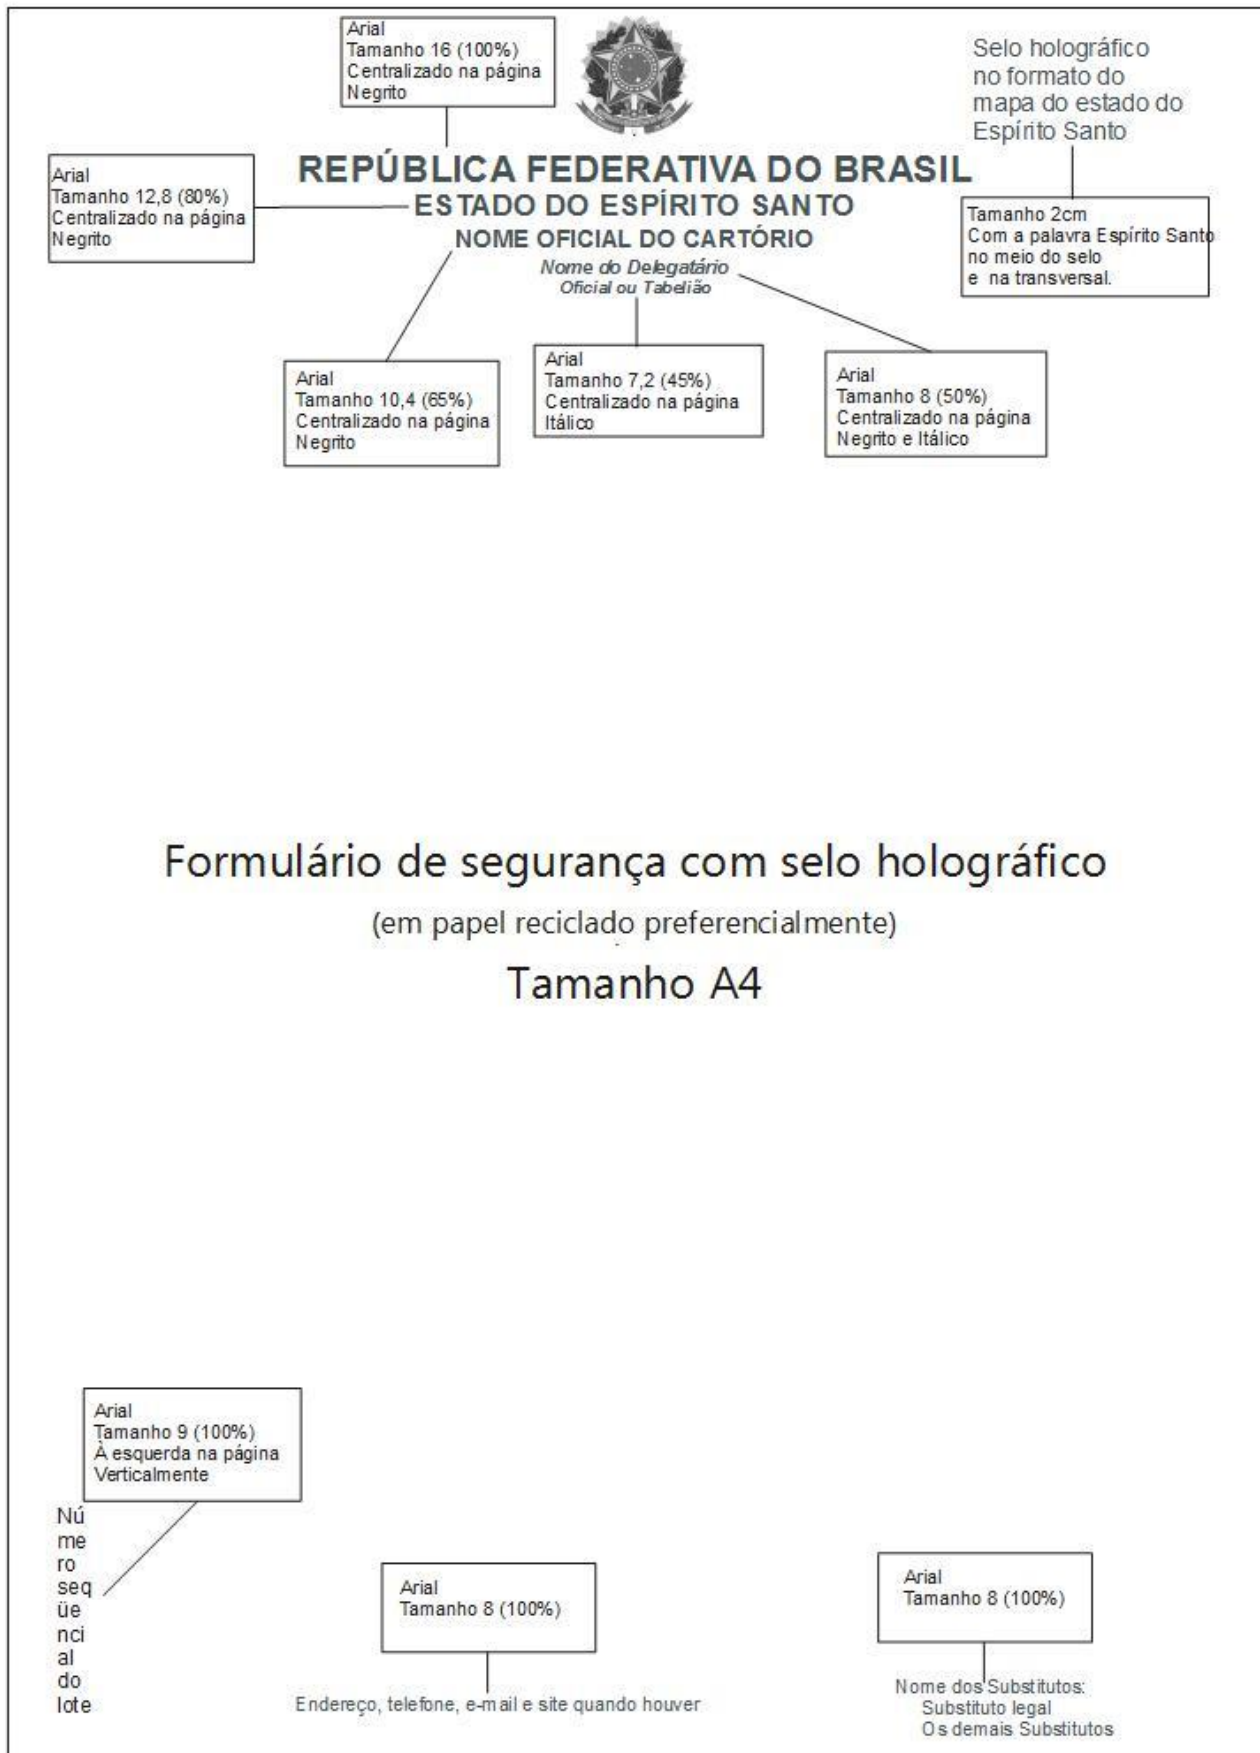 Arial
Tamanho 16 (100%)
Centralizado na página
Negrito
Selo holográfico
no formato do
mapa do estado do
Espírito Santo
REPÚBLICA FEDERATIVA DO BRASIL
Arial
Tamanho 12,8 (80%)
Centralizado na página
Negrito
ESTADO DO ESPÍRITO SANTO
Tamanho 2cm
Com a palavra Espírito Santo
no meio do selo
e na transversal.
NOME OFICIAL DO CARTÓRIO
Nome do Delegatário
Oficial ou Tabelião
Arial
Tamanho 10,4 (65%)
Centralizado na página
Negrito
Arial
Tamanho 7,2 (45%)
Centralizado na página
Itálico
Arial
Tamanho 8 (50%)
Centralizado na página
Negrito e Itálico
Formulário de segurança com selo holográfico
(em papel reciclado preferencialmente)
Tamanho A4
Arial
Tamanho 9 (100%)
À esquerda na página
Verticalmente
Nú
me
ro
seq
üe
nci
al
do
lote
Arial
Tamanho 8 (100%)
Endereço, telefone, e-mail e site quando houver
Arial
Tamanho 8 (100%)
Nome dos Substitutos:
Substituto legal
Os demais Substitutos